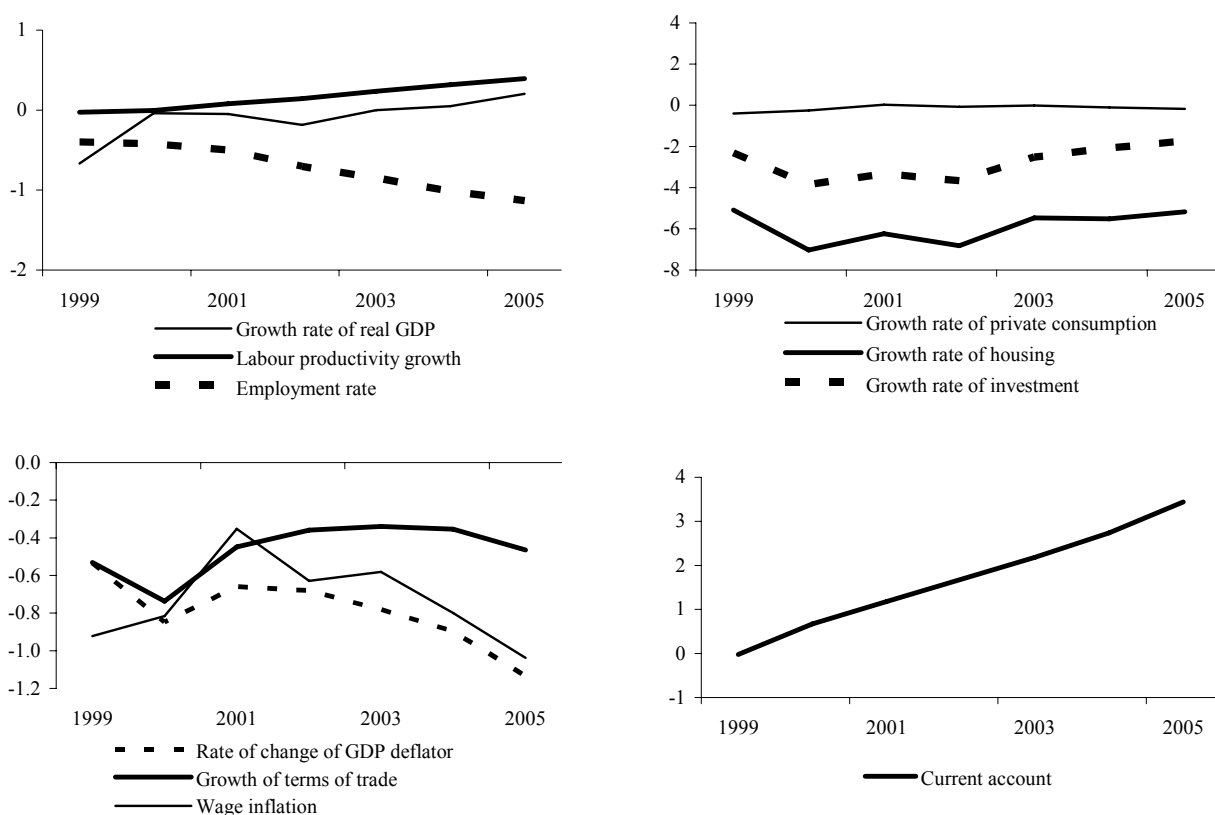 1
0
-1
-2
1999 2001 2003 2005
Growth rate of real GDP
Labour productivity growth
Employment rate
4
2
0
-2
-4
-6
-8
1999 2001 2003 2005
Growth rate of private consumption
Growth rate of housing
Growth rate of investment
0.0
-0.2
-0.4
-0.6
-0.8
-1.0
-1.2
1999 2001 2003 2005
Rate of change of GDP deflator
Growth of terms of trade
Wage inflation
4
3
2
1
0
-1
1999 2001 2003 2005
Current account